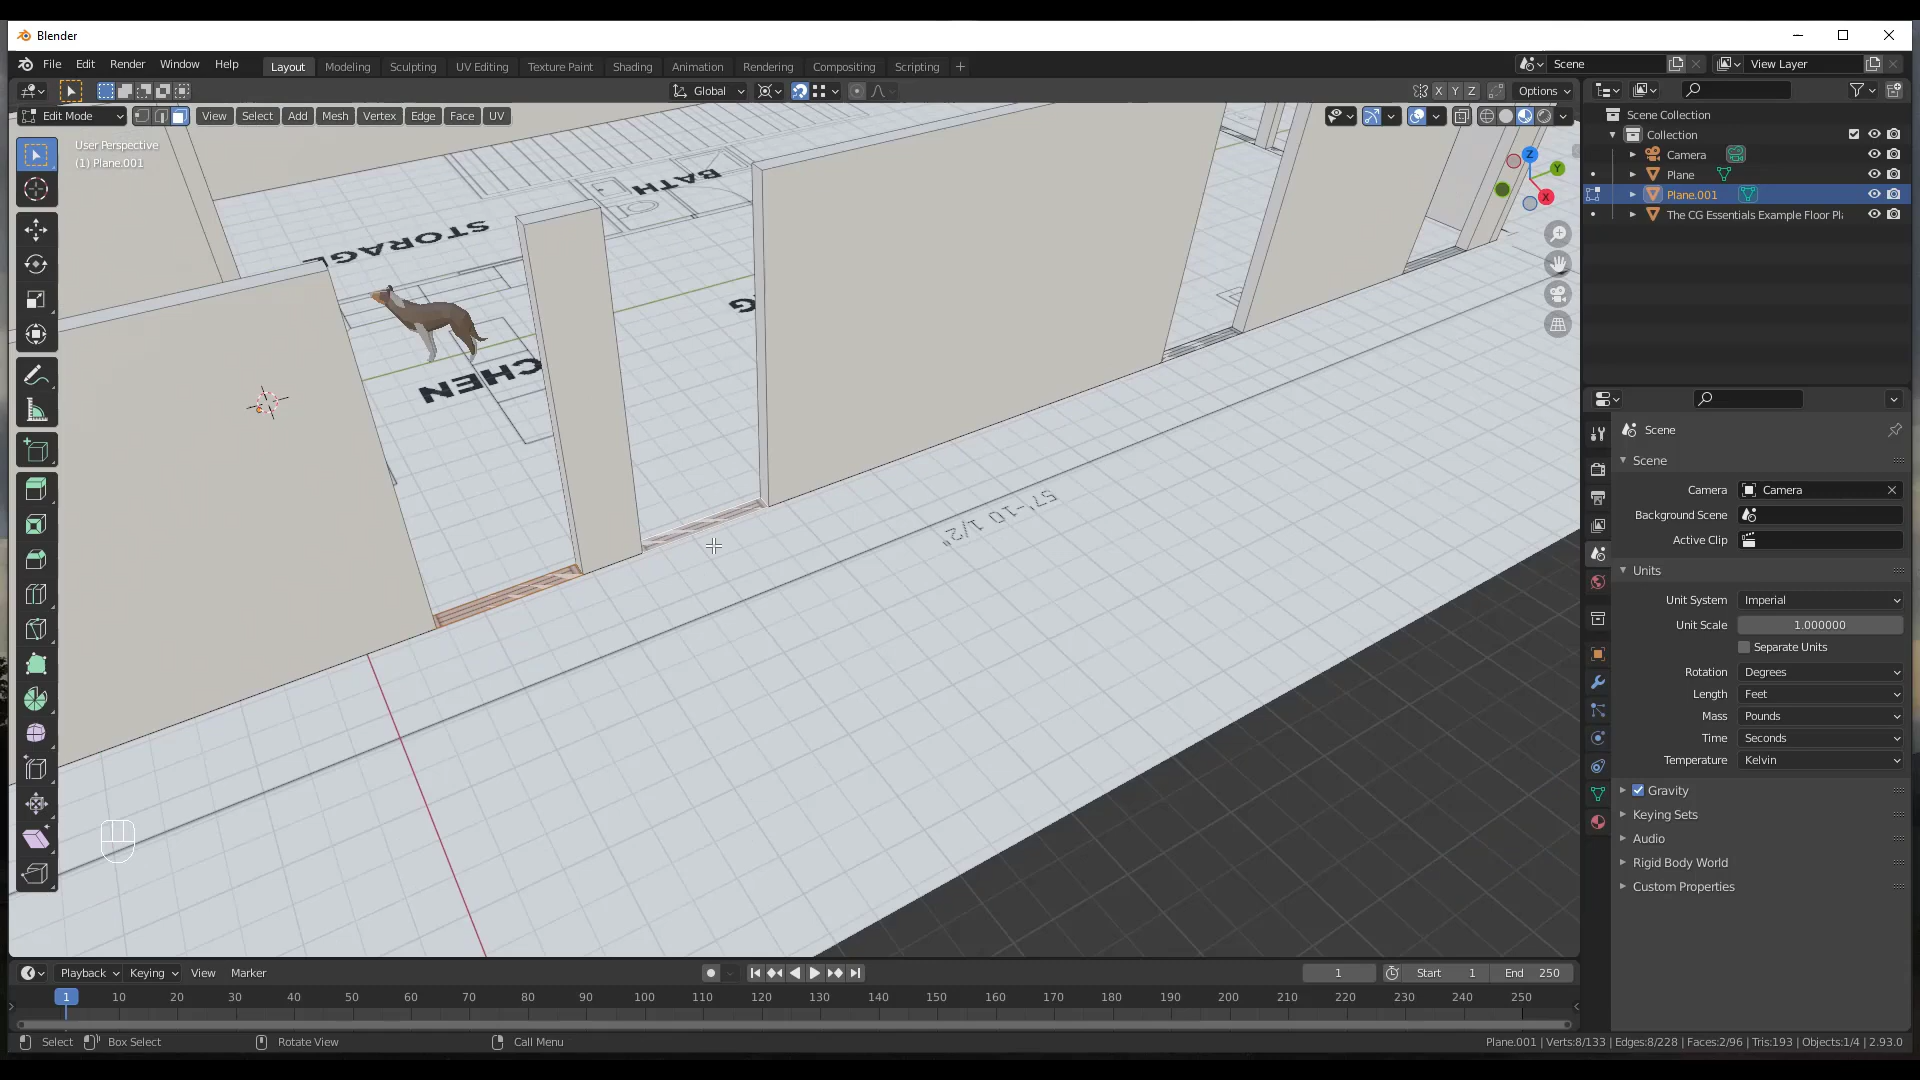 Blender
File Edit Render Window Help Layout Modeling Sculpting UV Editing Texture Paint Shading Animation Rendering Compositing Scripting + Scene View Layer
Global X Y Z Options
Edit Mode View Select Add Mesh Vertex Edge Face UV
User Perspective
(1) Plane.001
Scene Collection
Collection
Camera
Plane
Plane.001
The CG Essentials Example Floor Pl
Z
Y
X
BATH
STORAGE
CHEN
G
57'-10 1/2"
Scene
Scene
Camera Camera
Background Scene
Active Clip
Units
Unit System Imperial
Unit Scale 1.000000
Separate Units
Rotation Degrees
Length Feet
Mass Pounds
Time Seconds
Temperature Kelvin
Gravity
Keying Sets
Audio
Rigid Body World
Custom Properties
Playback Keying View Marker 1 Start 1 End 250
1 10 20 30 40 50 60 70 80 90 100 110 120 130 140 150 160 170 180 190 200 210 220 230 240 250
Select Box Select Rotate View Call Menu Plane.001 | Verts:8/133 | Edges:8/228 | Faces:2/96 | Tris:193 | Objects:1/4 | 2.93.0